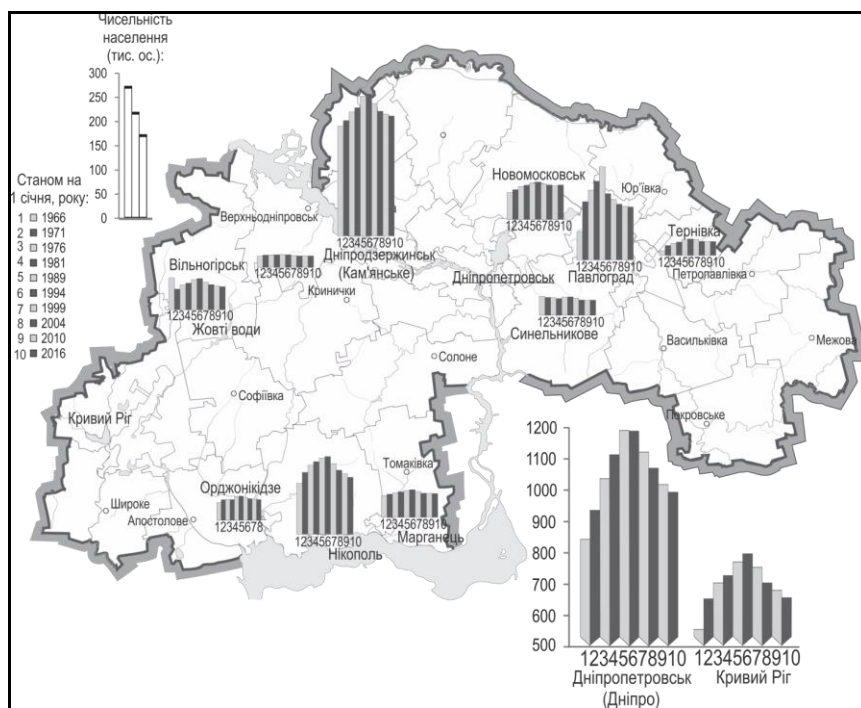 Чисельність
населення
(тис. ос.):
300
250
200
150
100
50
0
Станом на
1 січня, року:
1 1966
2 1971
3 1976
4 1981
5 1989
6 1994
7 1999
8 2004
9 2010
10 2016
Верхньодніпровськ
12345678910
Дніпродзержинськ
(Кам'янське)
Новомосковськ
12345678910
Юр'ївка
Тернівка
12345678910
Петропавлівка
12345678910
Павлоград
Дніпропетровськ
Вільногірськ
12345678910
Кринички
12345678910
Жовті води
12345678910
Синельникове
Васильківка
Межова
Солоне
Софіївка
Кривий Ріг
Покровське
Томаківка
Орджонікідзе
12345678
Широке
Апостолове
12345678910
Нікополь
12345678910
Марганець
1200
1100
1000
900
800
700
600
500
12345678910
Дніпропетровськ
(Дніпро)
12345678910
Кривий Ріг